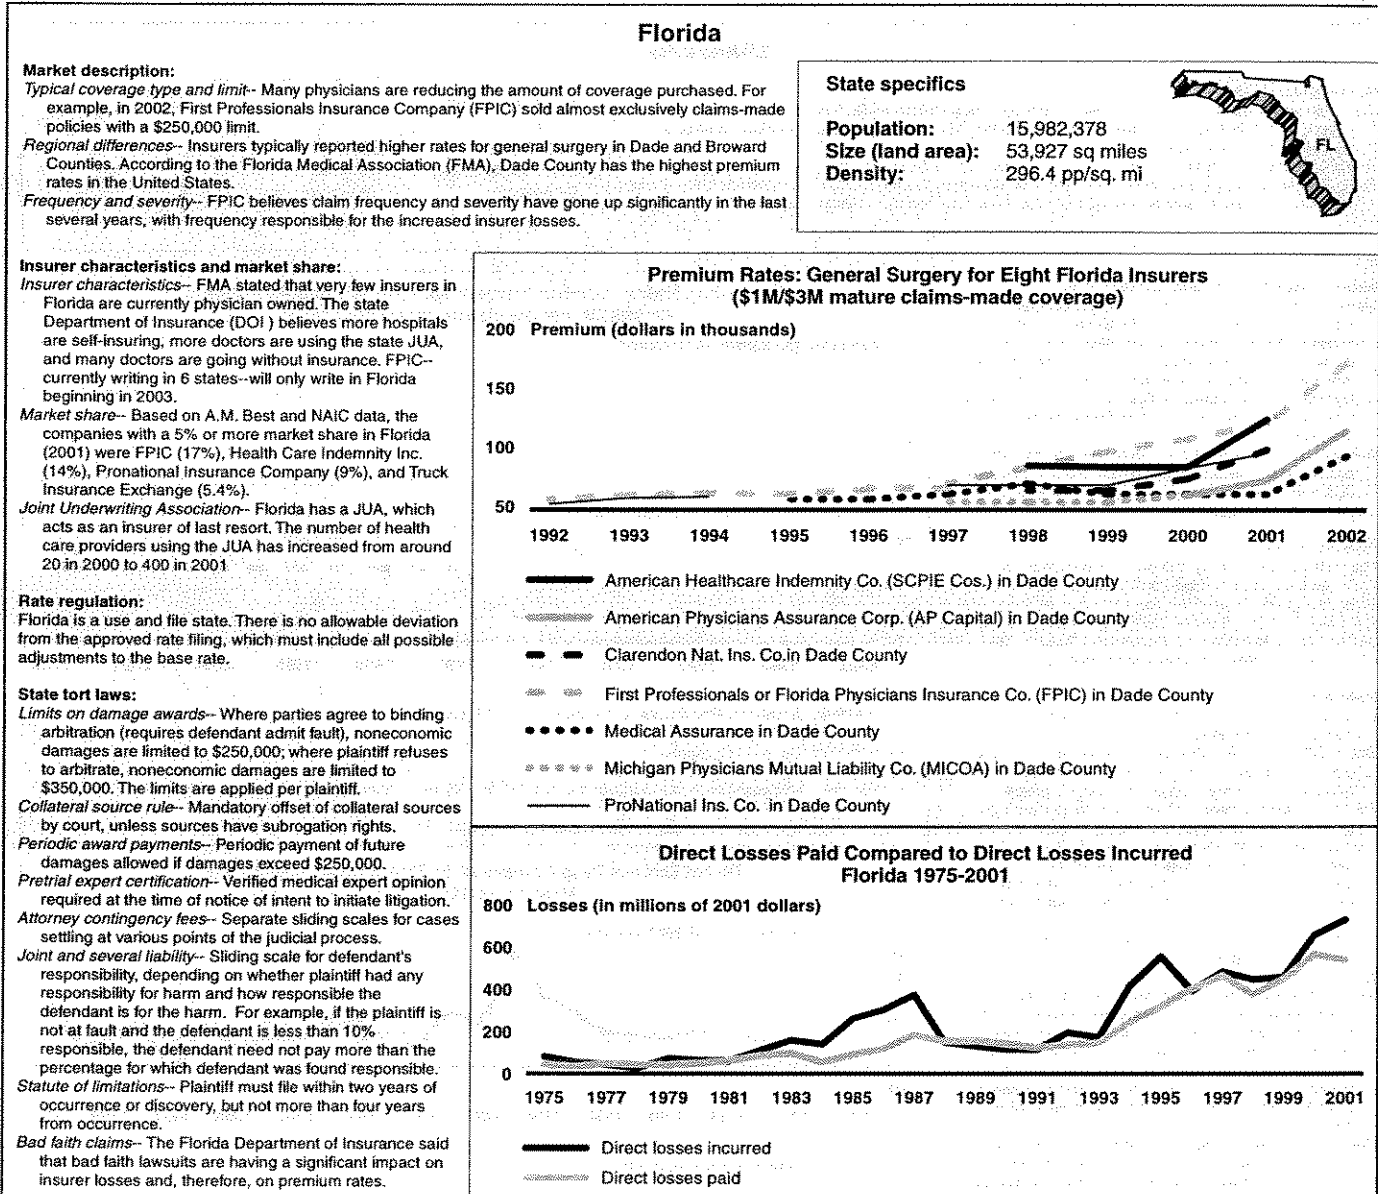 Florida
Market description:
Typical coverage type and limit-- Many physicians are reducing the amount of coverage purchased. For
example, in 2002, First Professionals Insurance Company (FPIC) sold almost exclusively claims-made
policies with a $250,000 limit.
Regional differences-- Insurers typically reported higher rates for general surgery in Dade and Broward
Counties. According to the Florida Medical Association (FMA), Dade County has the highest premium
rates in the United States.
Frequency and severity-- FPIC believes claim frequency and severity have gone up significantly in the last
several years, with frequency responsible for the increased insurer losses.
State specifics
Population: 15,982,378
Size (land area): 53,927 sq miles
Density: 296.4 pp/sq. mi
FL
Insurer characteristics and market share:
Insurer characteristics-- FMA stated that very few insurers in
Florida are currently physician owned. The state
Department of Insurance (DOI ) believes more hospitals
are self-insuring, more doctors are using the state JUA,
and many doctors are going without insurance. FPIC--
currently writing in 6 states--will only write in Florida
beginning in 2003.
Market share-- Based on A.M. Best and NAIC data, the
companies with a 5% or more market share in Florida
(2001) were FPIC (17%), Health Care Indemnity Inc.
(14%), Pronational Insurance Company (9%), and Truck
Insurance Exchange (5.4%).
Joint Underwriting Association-- Florida has a JUA, which
acts as an insurer of last resort. The number of health
care providers using the JUA has increased from around
20 in 2000 to 400 in 2001
Rate regulation:
Florida is a use and file state. There is no allowable deviation
from the approved rate filing, which must include all possible
adjustments to the base rate.
State tort laws:
Limits on damage awards-- Where parties agree to binding
arbitration (requires defendant admit fault), noneconomic
damages are limited to $250,000; where plaintiff refuses
to arbitrate, noneconomic damages are limited to
$350,000. The limits are applied per plaintiff.
Collateral source rule-- Mandatory offset of collateral sources
by court, unless sources have subrogation rights.
Periodic award payments-- Periodic payment of future
damages allowed if damages exceed $250,000.
Pretrial expert certification-- Verified medical expert opinion
required at the time of notice of intent to initiate litigation.
Attorney contingency fees-- Separate sliding scales for cases
settling at various points of the judicial process.
Joint and several liability-- Sliding scale for defendant's
responsibility, depending on whether plaintiff had any
responsibility for harm and how responsible the
defendant is for the harm. For example, if the plaintiff is
not at fault and the defendant is less than 10%
responsible, the defendant need not pay more than the
percentage for which defendant was found responsible.
Statute of limitations-- Plaintiff must file within two years of
occurrence or discovery, but not more than four years
from occurrence.
Bad faith claims-- The Florida Department of Insurance said
that bad faith lawsuits are having a significant impact on
insurer losses and, therefore, on premium rates.
Premium Rates: General Surgery for Eight Florida Insurers
($1M/$3M mature claims-made coverage)
200 Premium (dollars in thousands)
150
100
50
1992 1993 1994 1995 1996 1997 1998 1999 2000 2001 2002
American Healthcare Indemnity Co. (SCPIE Cos.) in Dade County
American Physicians Assurance Corp. (AP Capital) in Dade County
Clarendon Nat. Ins. Co.in Dade County
First Professionals or Florida Physicians Insurance Co. (FPIC) in Dade County
Medical Assurance in Dade County
Michigan Physicians Mutual Liability Co. (MICOA) in Dade County
ProNational Ins. Co. in Dade County
Direct Losses Paid Compared to Direct Losses Incurred
Florida 1975-2001
800 Losses (in millions of 2001 dollars)
600
400
200
0
1975 1977 1979 1981 1983 1985 1987 1989 1991 1993 1995 1997 1999 2001
Direct losses incurred
Direct losses paid